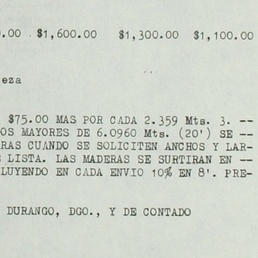 0.00 $1,600.00 $1,300.00 $1,100.00
eza
$75.00 MAS POR CADA 2.359 Mts. 3. --
OS MAYORES DE 6.0960 Mts. (20') SE --
RAS CUANDO SE SOLICITEN ANCHOS Y LAR-
S LISTA. LAS MADERAS SE SURTIRAN EN --
LUYENDO EN CADA ENVIO 10% EN 8'. PRE-
DURANGO, DGO., Y DE CONTADO